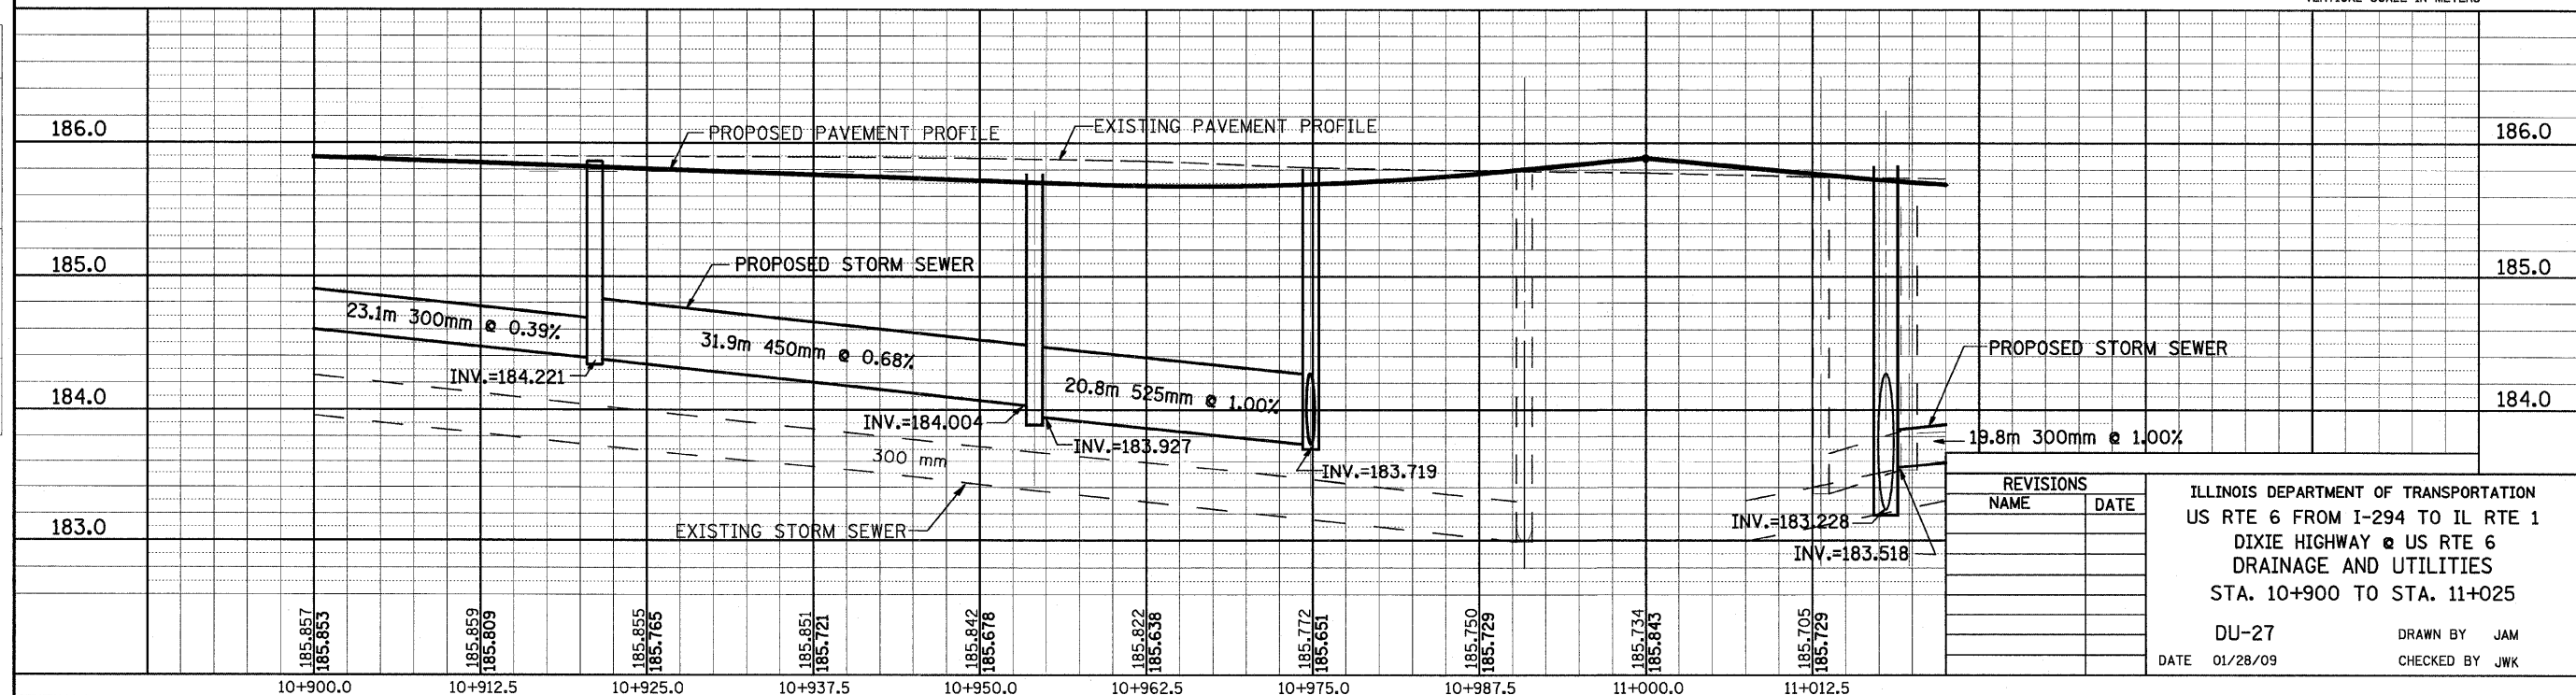 VERTICAL SCALE IN METERS
186.0
PROPOSED PAVEMENT PROFILE
EXISTING PAVEMENT PROFILE
186.0
185.0
PROPOSED STORM SEWER
185.0
23.1m 300mm @ 0.39%
31.9m 450mm @ 0.68%
PROPOSED STORM SEWER
INV.=184.221
20.8m 525mm @ 1.00%
184.0
184.0
INV.=184.004
INV.=183.927
19.8m 300mm @ 1.00%
300 mm
INV.=183.719
183.0
EXISTING STORM SEWER
INV.=183.228
INV.=183.518
REVISIONS
NAME DATE
ILLINOIS DEPARTMENT OF TRANSPORTATION
US RTE 6 FROM I-294 TO IL RTE 1
DIXIE HIGHWAY @ US RTE 6
DRAINAGE AND UTILITIES
STA. 10+900 TO STA. 11+025
DU-27
DRAWN BY JAM
DATE 01/28/09
CHECKED BY JWK
185.857
185.853
185.859
185.809
185.855
185.765
185.851
185.721
185.842
185.678
185.822
185.638
185.772
185.651
185.750
185.729
185.734
185.843
185.705
185.729
10+900.0
10+912.5
10+925.0
10+937.5
10+950.0
10+962.5
10+975.0
10+987.5
11+000.0
11+012.5